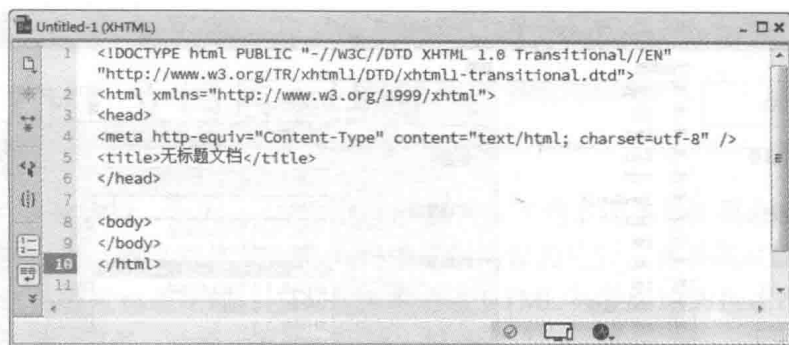 Untitled-1 (XHTML)
1 <!DOCTYPE html PUBLIC "-//W3C//DTD XHTML 1.0 Transitional//EN"
"http://www.w3.org/TR/xhtml1/DTD/xhtml1-transitional.dtd">
2 <html xmlns="http://www.w3.org/1999/xhtml">
3 <head>
4 <meta http-equiv="Content-Type" content="text/html; charset=utf-8" />
5 <title>无标题文档</title>
6 </head>
7
8 <body>
9 </body>
10 </html>
11